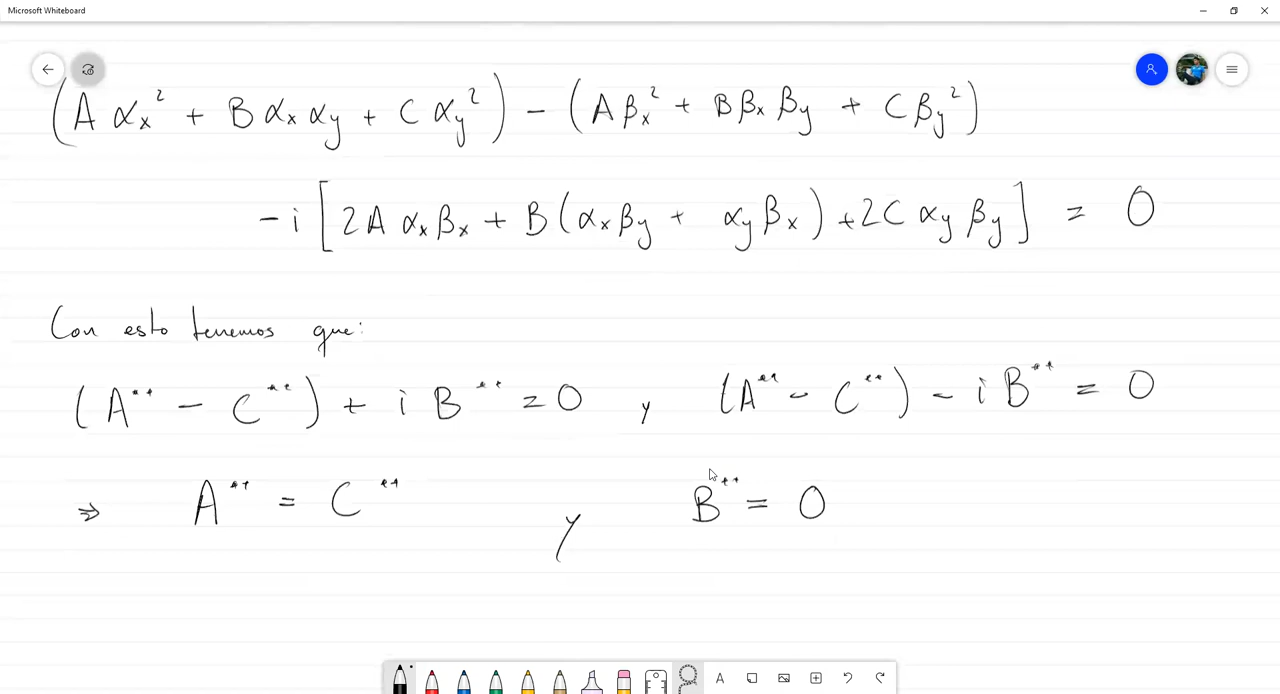 Microsoft Whiteboard
(A αx² + B αx αy + C αy²) - (A βx² + B βx βy + C βy²)
-i [2A αx βx + B(αx βy + αy βx) + 2C αy βy] = 0
Con esto tenemos que:
(A** - C**) + i B** = 0 y (A** - C**) - i B** = 0
⇒ A** = C** y B** = 0
A